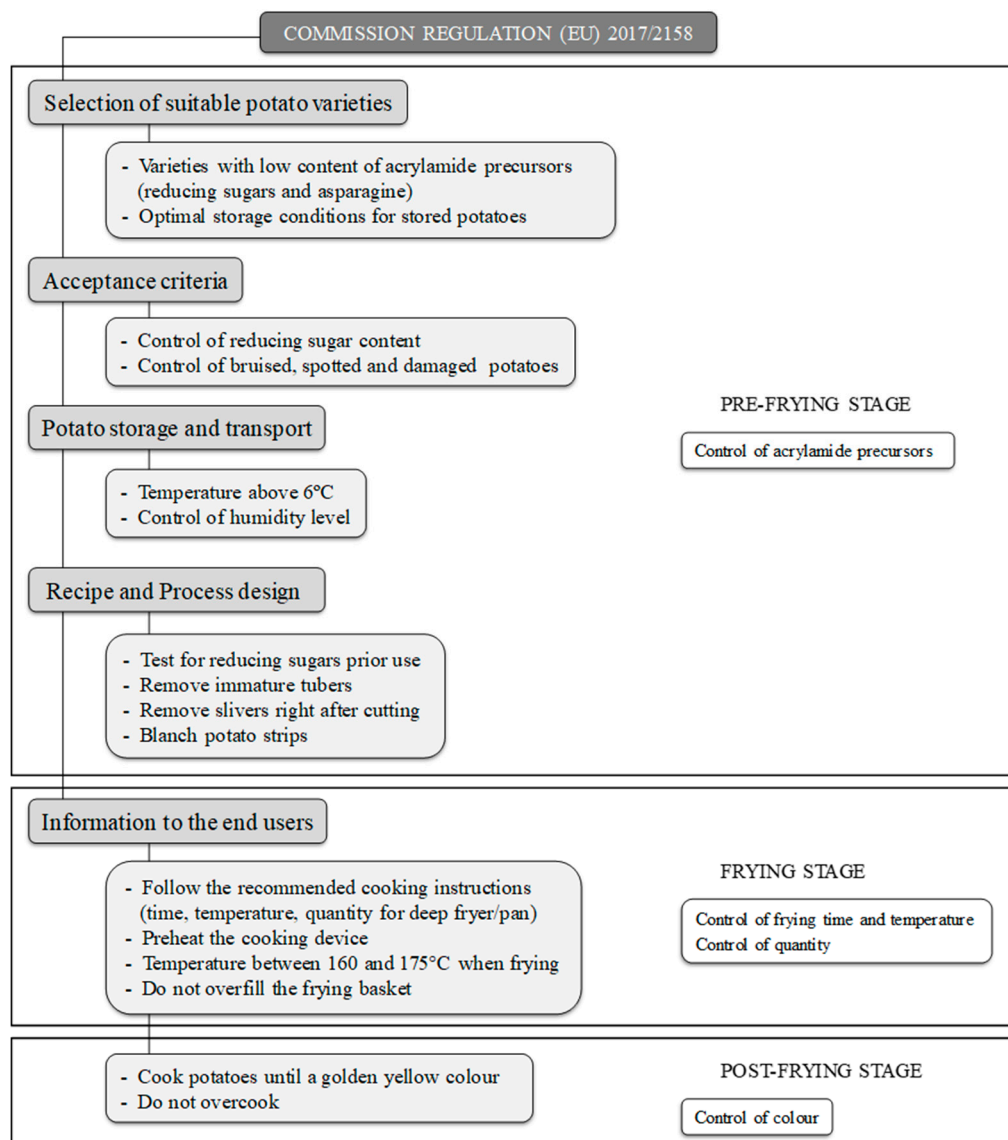 COMMISSION REGULATION (EU) 2017/2158
Selection of suitable potato varieties
- Varieties with low content of acrylamide precursors
(reducing sugars and asparagine)
- Optimal storage conditions for stored potatoes
Acceptance criteria
- Control of reducing sugar content
- Control of bruised, spotted and damaged potatoes
Potato storage and transport
- Temperature above 6ºC
- Control of humidity level
Recipe and Process design
- Test for reducing sugars prior use
- Remove immature tubers
- Remove slivers right after cutting
- Blanch potato strips
PRE-FRYING STAGE
Control of acrylamide precursors
Information to the end users
- Follow the recommended cooking instructions
(time, temperature, quantity for deep fryer/pan)
- Preheat the cooking device
- Temperature between 160 and 175°C when frying
- Do not overfill the frying basket
FRYING STAGE
Control of frying time and temperature
Control of quantity
- Cook potatoes until a golden yellow colour
- Do not overcook
POST-FRYING STAGE
Control of colour